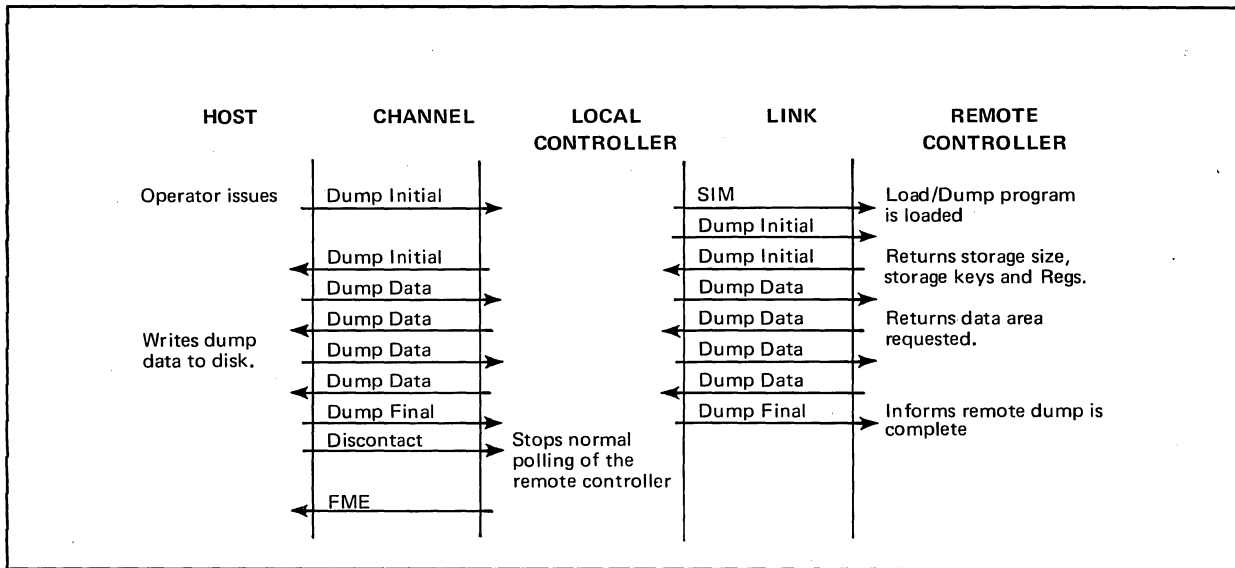 HOST CHANNEL LOCAL CONTROLLER LINK REMOTE CONTROLLER
Operator issues Dump Initial SIM Load/Dump program
is loaded
Dump Initial
Dump Initial Dump Initial Returns storage size,
storage keys and Regs.
Dump Data Dump Data
Dump Data Dump Data Returns data area
requested.
Writes dump
data to disk.
Dump Data Dump Data
Dump Data Dump Data
Dump Final Dump Final Informs remote dump is
complete
Discontact Stops normal
polling of the
remote controller
FME